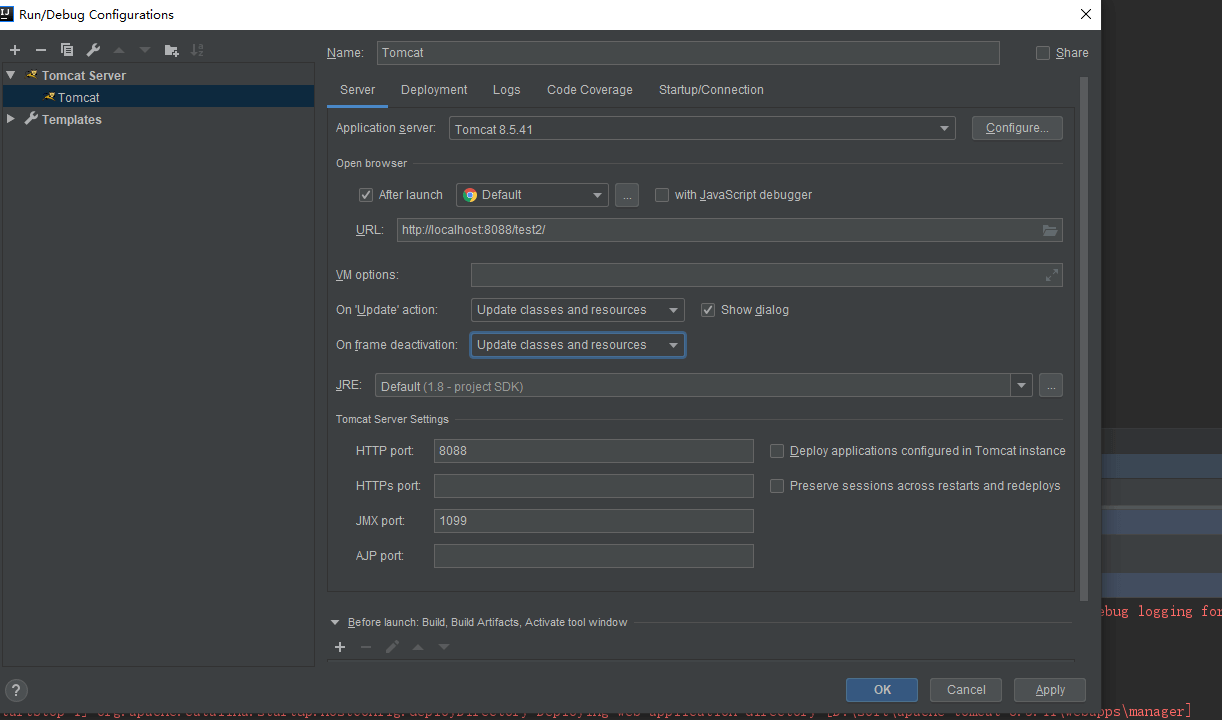 Run/Debug Configurations
Name: Tomcat
Share
Tomcat Server
Tomcat
Templates
Server Deployment Logs Code Coverage Startup/Connection
Application server: Tomcat 8.5.41 Configure...
Open browser
After launch Default ... with JavaScript debugger
URL: http://localhost:8088/test2/
VM options:
On 'Update' action: Update classes and resources Show dialog
On frame deactivation: Update classes and resources
JRE: Default (1.8 - project SDK) ...
Tomcat Server Settings
HTTP port: 8088 Deploy applications configured in Tomcat instance
HTTPs port: Preserve sessions across restarts and redeploys
JMX port: 1099
AJP port:
ebug logging for
Before launch: Build, Build Artifacts, Activate tool window
? OK Cancel Apply